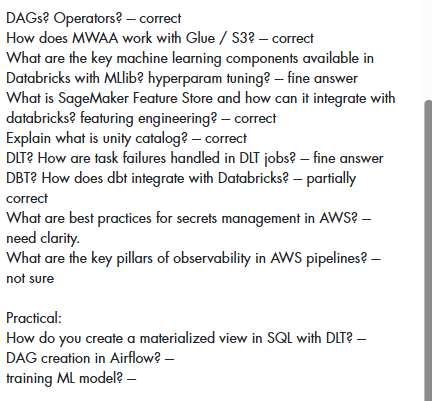 DAGs? Operators? – correct
How does MWAA work with Glue / S3? – correct
What are the key machine learning components available in
Databricks with MLlib? hyperparam tuning? – fine answer
What is SageMaker Feature Store and how can it integrate with
databricks? featuring engineering? – correct
Explain what is unity catalog? – correct
DLT? How are task failures handled in DLT jobs? – fine answer
DBT? How does dbt integrate with Databricks? – partially
correct
What are best practices for secrets management in AWS? –
need clarity.
What are the key pillars of observability in AWS pipelines? –
not sure
Practical:
How do you create a materialized view in SQL with DLT? –
DAG creation in Airflow? –
training ML model? –